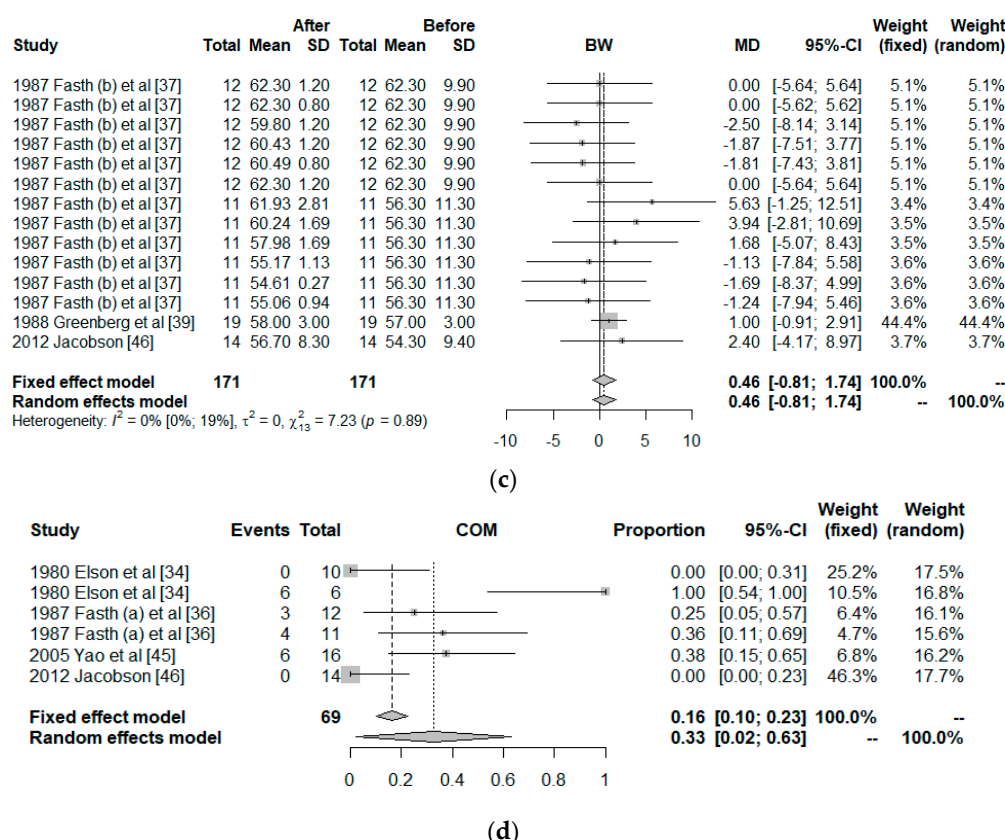 After Before Weight Weight
Study Total Mean SD Total Mean SD BW MD 95%-CI (fixed) (random)
1987 Fasth (b) et al [37] 12 62.30 1.20 12 62.30 9.90 0.00 [-5.64; 5.64] 5.1% 5.1%
1987 Fasth (b) et al [37] 12 62.30 0.80 12 62.30 9.90 0.00 [-5.62; 5.62] 5.1% 5.1%
1987 Fasth (b) et al [37] 12 59.80 1.20 12 62.30 9.90 -2.50 [-8.14; 3.14] 5.1% 5.1%
1987 Fasth (b) et al [37] 12 60.43 1.20 12 62.30 9.90 -1.87 [-7.51; 3.77] 5.1% 5.1%
1987 Fasth (b) et al [37] 12 60.49 0.80 12 62.30 9.90 -1.81 [-7.43; 3.81] 5.1% 5.1%
1987 Fasth (b) et al [37] 12 62.30 1.20 12 62.30 9.90 0.00 [-5.64; 5.64] 5.1% 5.1%
1987 Fasth (b) et al [37] 11 61.93 2.81 11 56.30 11.30 5.63 [-1.25; 12.51] 3.4% 3.4%
1987 Fasth (b) et al [37] 11 60.24 1.69 11 56.30 11.30 3.94 [-2.81; 10.69] 3.5% 3.5%
1987 Fasth (b) et al [37] 11 57.98 1.69 11 56.30 11.30 1.68 [-5.07; 8.43] 3.5% 3.5%
1987 Fasth (b) et al [37] 11 55.17 1.13 11 56.30 11.30 -1.13 [-7.84; 5.58] 3.6% 3.6%
1987 Fasth (b) et al [37] 11 54.61 0.27 11 56.30 11.30 -1.69 [-8.37; 4.99] 3.6% 3.6%
1987 Fasth (b) et al [37] 11 55.06 0.94 11 56.30 11.30 -1.24 [-7.94; 5.46] 3.6% 3.6%
1988 Greenberg et al [39] 19 58.00 3.00 19 57.00 3.00 1.00 [-0.91; 2.91] 44.4% 44.4%
2012 Jacobson [46] 14 56.70 8.30 14 54.30 9.40 2.40 [-4.17; 8.97] 3.7% 3.7%
Fixed effect model 171 171 0.46 [-0.81; 1.74] 100.0% --
Random effects model 0.46 [-0.81; 1.74] -- 100.0%
Heterogeneity: I² = 0% [0%; 19%], τ² = 0, χ²₁₃ = 7.23 (p = 0.89)
-10 -5 0 5 10
(c)
Weight Weight
Study Events Total COM Proportion 95%-CI (fixed) (random)
1980 Elson et al [34] 0 10 0.00 [0.00; 0.31] 25.2% 17.5%
1980 Elson et al [34] 6 6 1.00 [0.54; 1.00] 10.5% 16.8%
1987 Fasth (a) et al [36] 3 12 0.25 [0.05; 0.57] 6.4% 16.1%
1987 Fasth (a) et al [36] 4 11 0.36 [0.11; 0.69] 4.7% 15.6%
2005 Yao et al [45] 6 16 0.38 [0.15; 0.65] 6.8% 16.2%
2012 Jacobson [46] 0 14 0.00 [0.00; 0.23] 46.3% 17.7%
Fixed effect model 69 0.16 [0.10; 0.23] 100.0% --
Random effects model 0.33 [0.02; 0.63] -- 100.0%
0 0.2 0.4 0.6 0.8 1
(d)